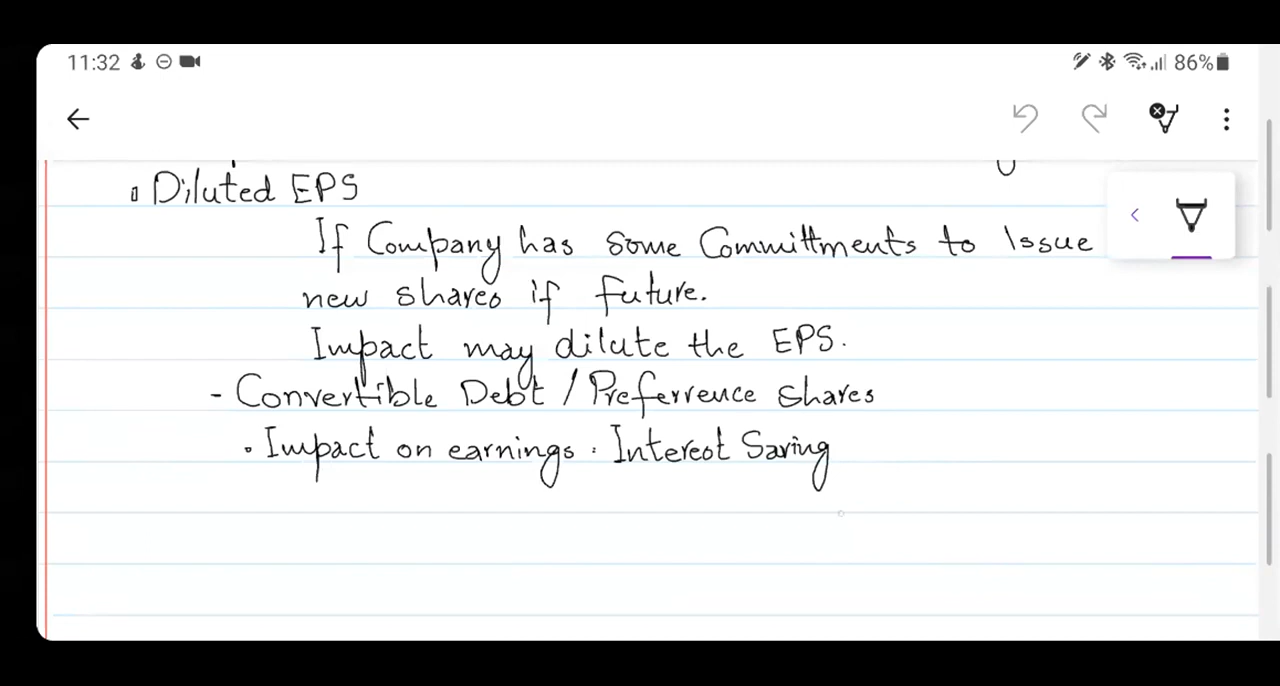 11:32 86%
Diluted EPS
If Company has some Committments to Issue
new shares if future.
Impact may dilute the EPS.
- Convertible Debt / Preferrence shares
• Impact on earnings : Interest Saving